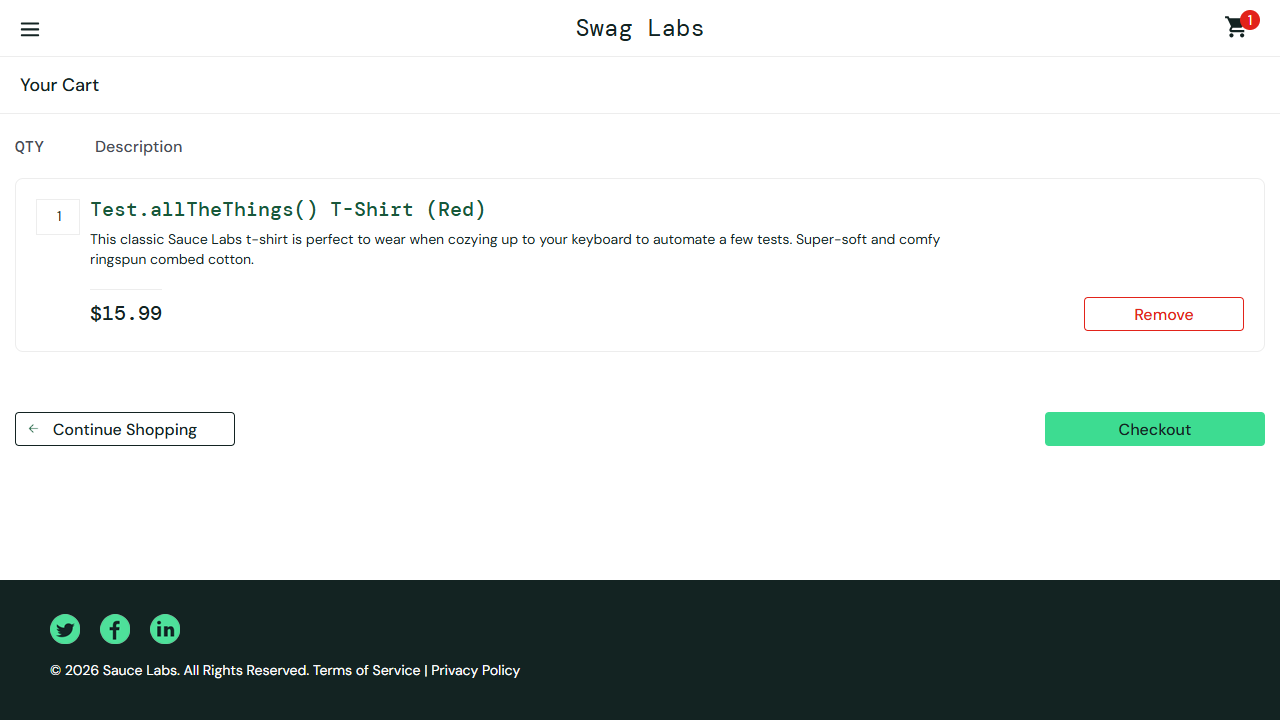 Swag Labs
1
Your Cart
QTY Description
1
Test.allTheThings() T-Shirt (Red)
This classic Sauce Labs t-shirt is perfect to wear when cozying up to your keyboard to automate a few tests. Super-soft and comfy
ringspun combed cotton.
$15.99
Remove
Continue Shopping
Checkout
© 2026 Sauce Labs. All Rights Reserved. Terms of Service | Privacy Policy